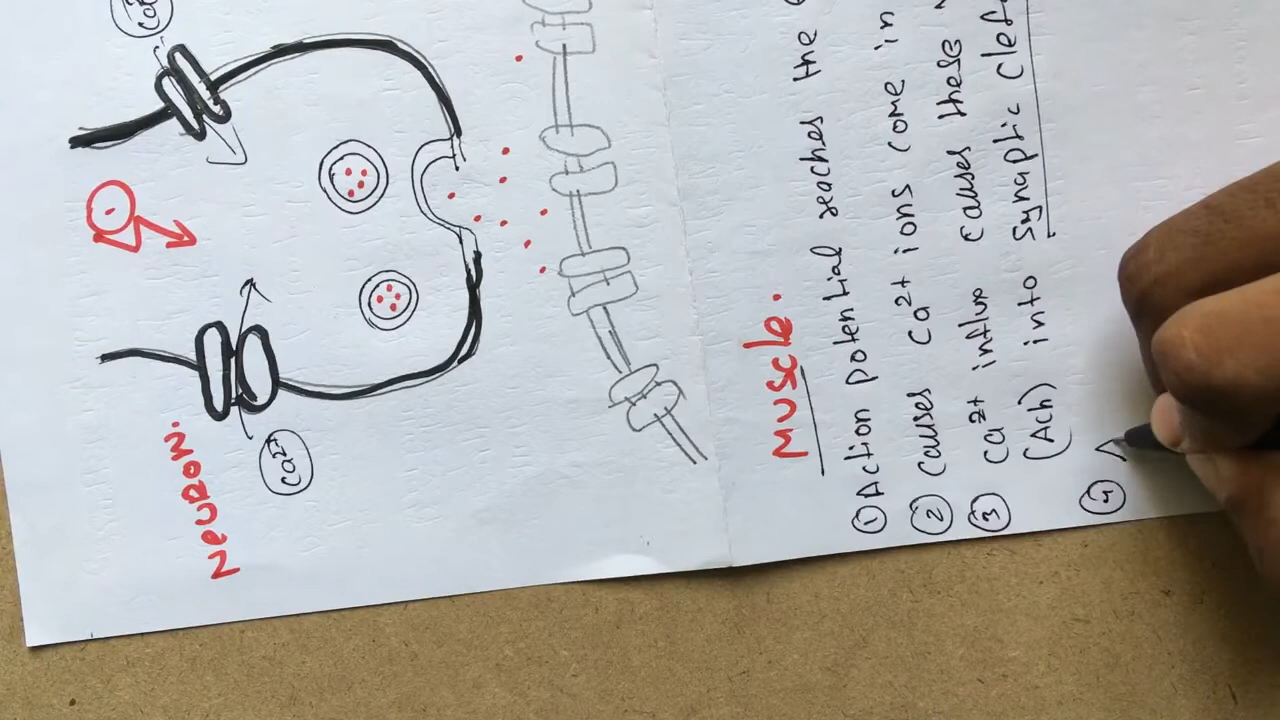 Ca2+
NEURON.
Ca2+
Muscle.
① Action potential reaches the
② Causes Ca2+ ions come in
③ Ca2+ influx causes these
(Ach) into Synaptic Cleft
④ A